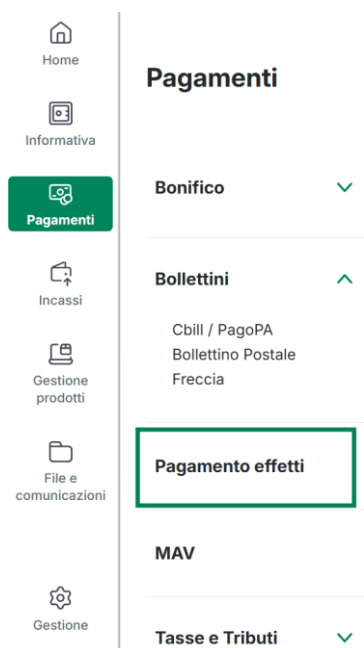 Home
Informativa
Pagamenti
Incassi
Gestione
prodotti
File e
comunicazioni
Gestione
Pagamenti
Bonifico
Bollettini
Cbill / PagoPA
Bollettino Postale
Freccia
Pagamento effetti
MAV
Tasse e Tributi